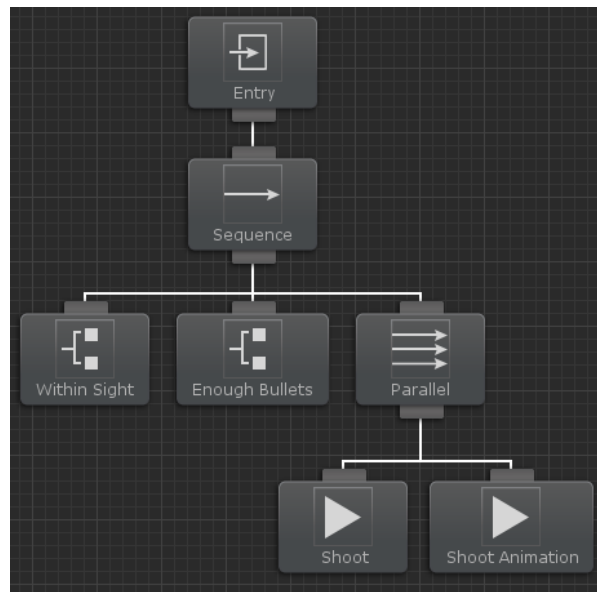 Entry
Sequence
Within Sight
Enough Bullets
Parallel
Shoot
Shoot Animation